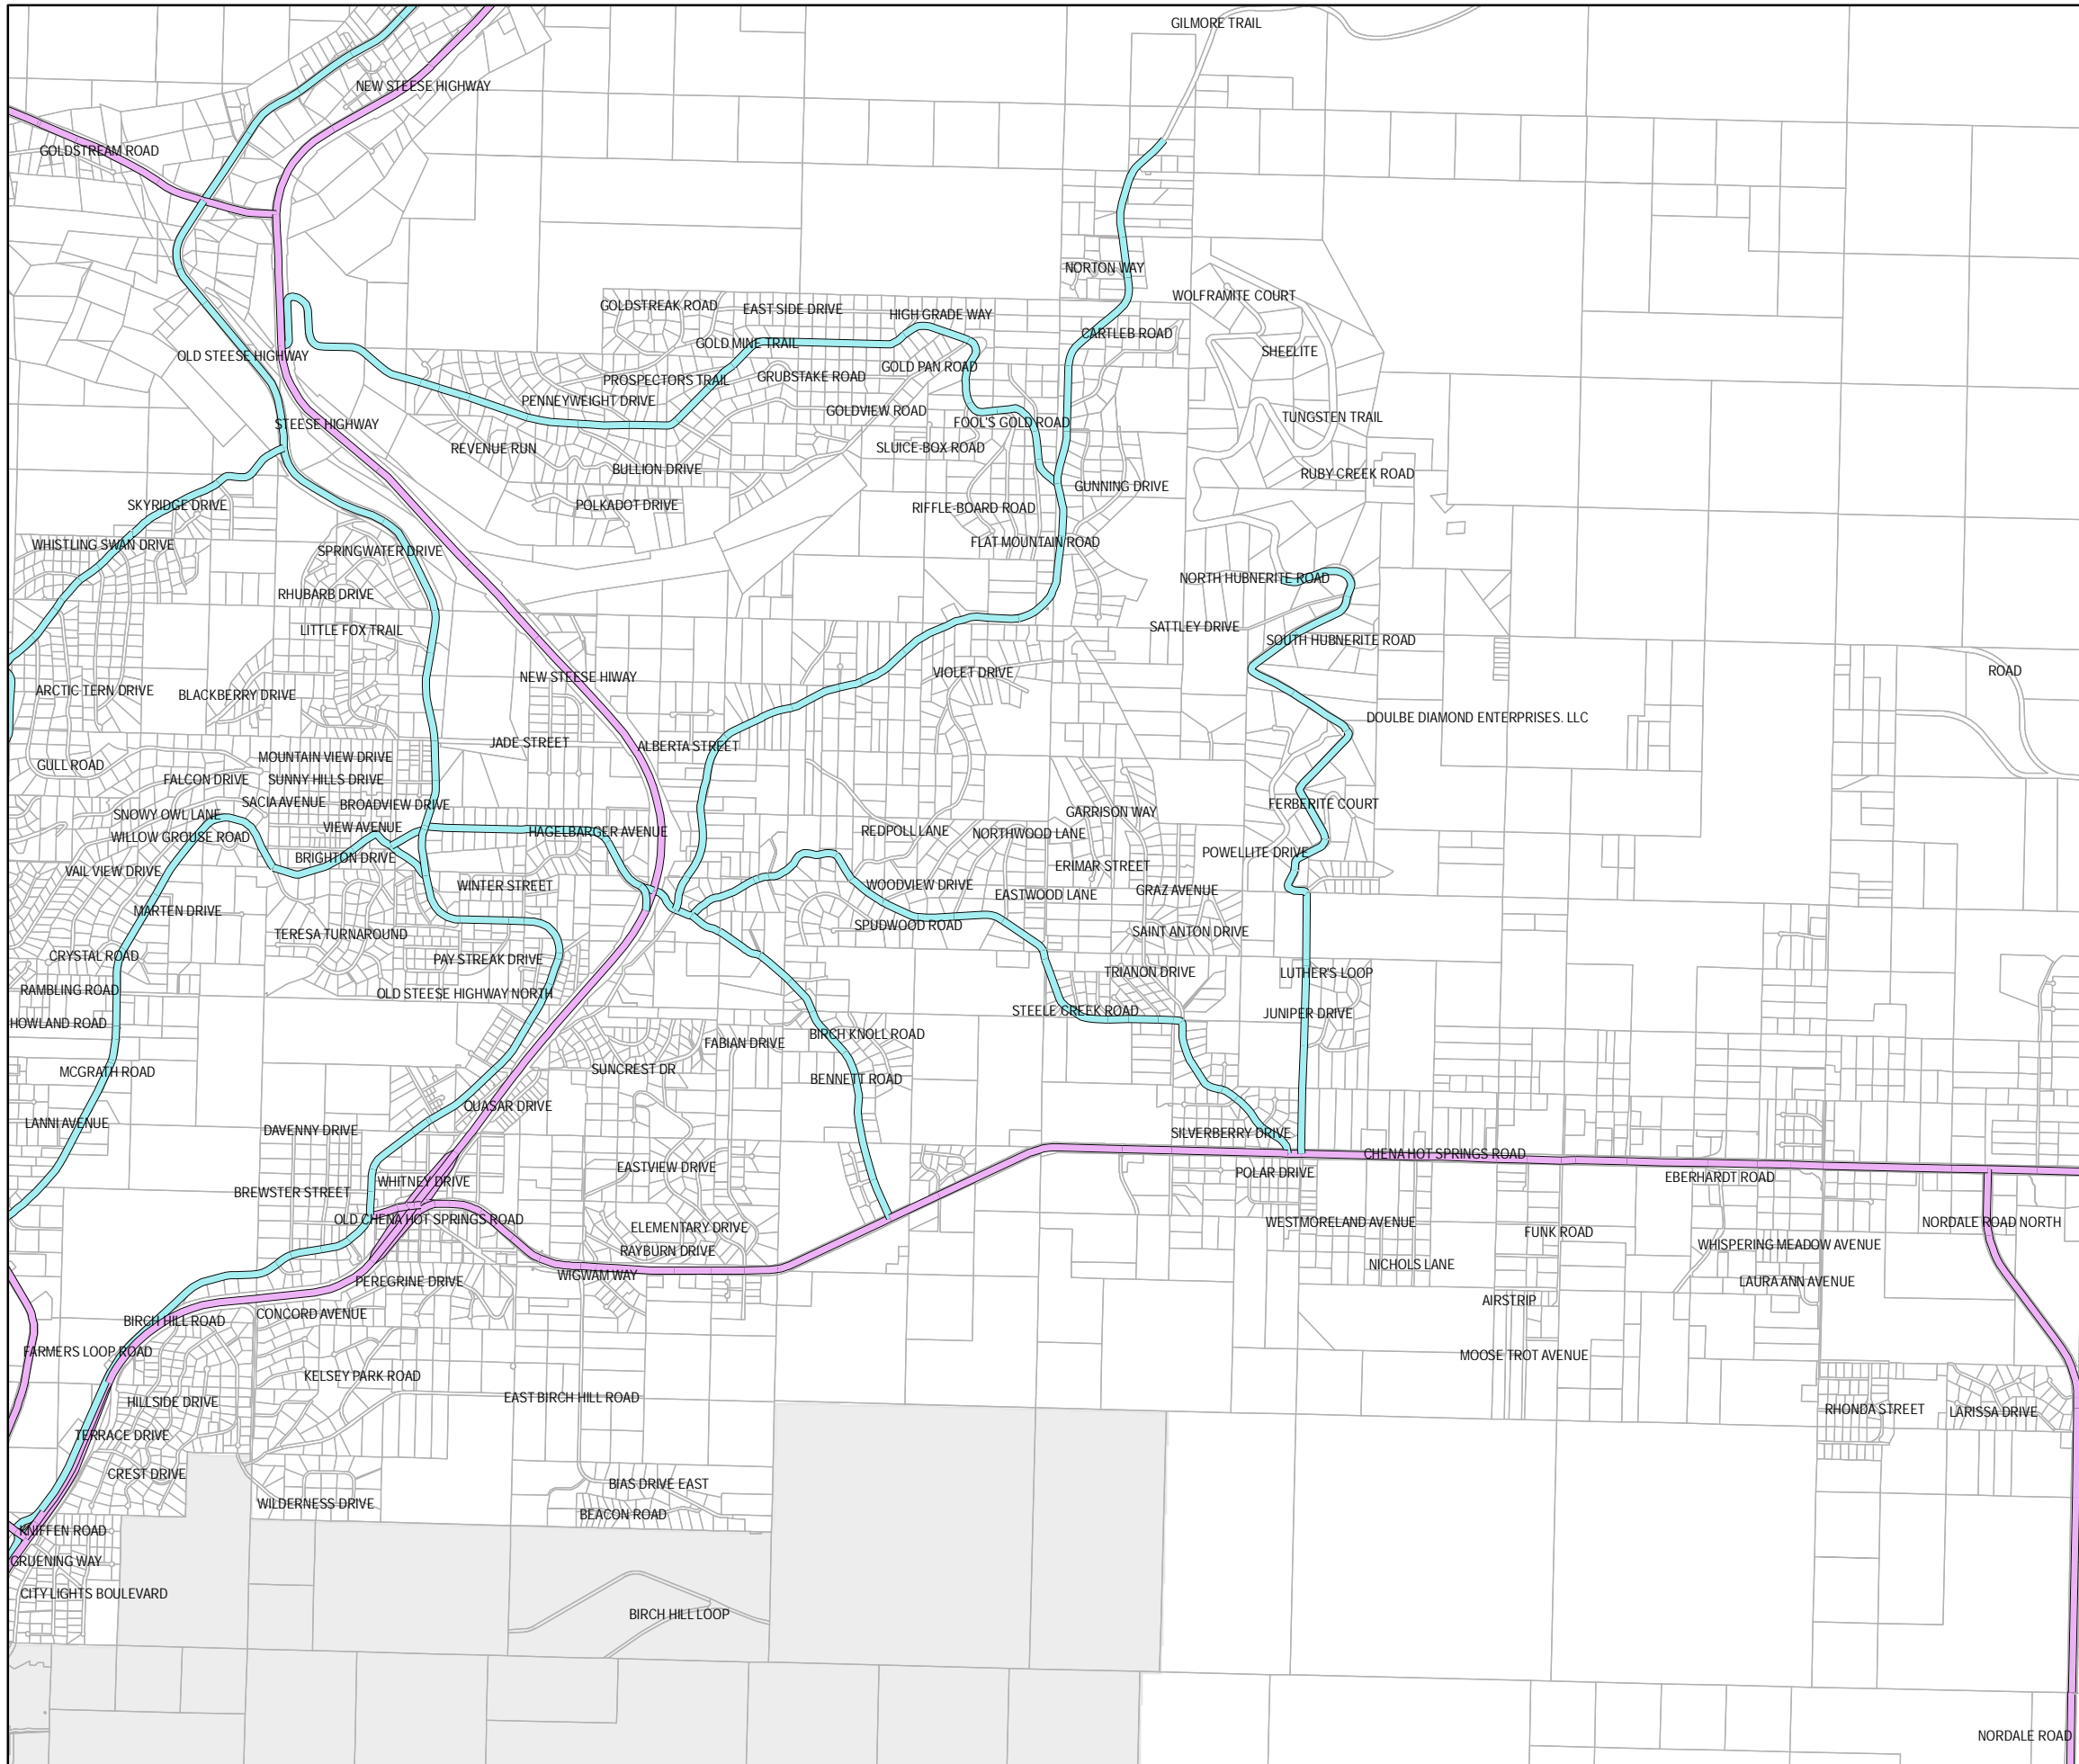 GILMORE TRAIL
NEW STEESE HIGHWAY
GOLDSTREAM ROAD
NORTON WAY
WOLFRAMITE COURT
GOLDSTREAK ROAD
EAST SIDE DRIVE
HIGH GRADE WAY
CARTLEB ROAD
GOLD MINE TRAIL
SHEELITE
OLD STEESE HIGHWAY
GOLD PAN ROAD
PROSPECTORS TRAIL
GRUBSTAKE ROAD
PENNEYWEIGHT DRIVE
GOLDVIEW ROAD
TUNGSTEN TRAIL
STEESE HIGHWAY
FOOL'S GOLD ROAD
REVENUE RUN
SLUICE-BOX ROAD
BULLION DRIVE
RUBY CREEK ROAD
GUNNING DRIVE
SKYRIDGE DRIVE
POLKADOT DRIVE
RIFFLE-BOARD ROAD
WHISTLING SWAN DRIVE
SPRINGWATER DRIVE
FLAT MOUNTAIN ROAD
NORTH HUBNERITE ROAD
RHUBARB DRIVE
LITTLE FOX TRAIL
SATTLEY DRIVE
SOUTH HUBNERITE ROAD
NEW STEESE HIWAY
VIOLET DRIVE
ROAD
ARCTIC TERN DRIVE
BLACKBERRY DRIVE
DOULBE DIAMOND ENTERPRISES. LLC
JADE STREET
ALBERTA STREET
MOUNTAIN VIEW DRIVE
GULL ROAD
FALCON DRIVE
SUNNY HILLS DRIVE
SACIA AVENUE
BROADVIEW DRIVE
FERBERITE COURT
SNOWY OWL LANE
GARRISON WAY
VIEW AVENUE
HAGELBARGER AVENUE
REDPOLL LANE
NORTHWOOD LANE
WILLOW GROUSE ROAD
BRIGHTON DRIVE
POWELLITE DRIVE
VAIL VIEW DRIVE
ERIMAR STREET
WINTER STREET
WOODVIEW DRIVE
EASTWOOD LANE
GRAZ AVENUE
MARTEN DRIVE
SPUDWOOD ROAD
TERESA TURNAROUND
SAINT ANTON DRIVE
CRYSTAL ROAD
PAY STREAK DRIVE
TRIANON DRIVE
LUTHER'S LOOP
RAMBLING ROAD
OLD STEESE HIGHWAY NORTH
STEELE CREEK ROAD
JUNIPER DRIVE
HOWLAND ROAD
BIRCH KNOLL ROAD
FABIAN DRIVE
MCGRATH ROAD
SUNCREST DR
BENNETT ROAD
QUASAR DRIVE
LANNI AVENUE
DAVENNY DRIVE
SILVERBERRY DRIVE
CHENA HOT SPRINGS ROAD
EASTVIEW DRIVE
POLAR DRIVE
WHITNEY DRIVE
EBERHARDT ROAD
BREWSTER STREET
OLD CHENA HOT SPRINGS ROAD
ELEMENTARY DRIVE
WESTMORELAND AVENUE
NORDALE ROAD NORTH
FUNK ROAD
RAYBURN DRIVE
WHISPERING MEADOW AVENUE
NICHOLS LANE
WIGWAM WAY
PEREGRINE DRIVE
LAURA ANN AVENUE
AIRSTRIP
CONCORD AVENUE
BIRCH HILL ROAD
FARMERS LOOP ROAD
MOOSE TROT AVENUE
KELSEY PARK ROAD
EAST BIRCH HILL ROAD
HILLSIDE DRIVE
RHONDA STREET
LARISSA DRIVE
TERRACE DRIVE
CREST DRIVE
BIAS DRIVE EAST
WILDERNESS DRIVE
BEACON ROAD
KNIFFEN ROAD
GRUENING WAY
CITY LIGHTS BOULEVARD
BIRCH HILL LOOP
NORDALE ROAD